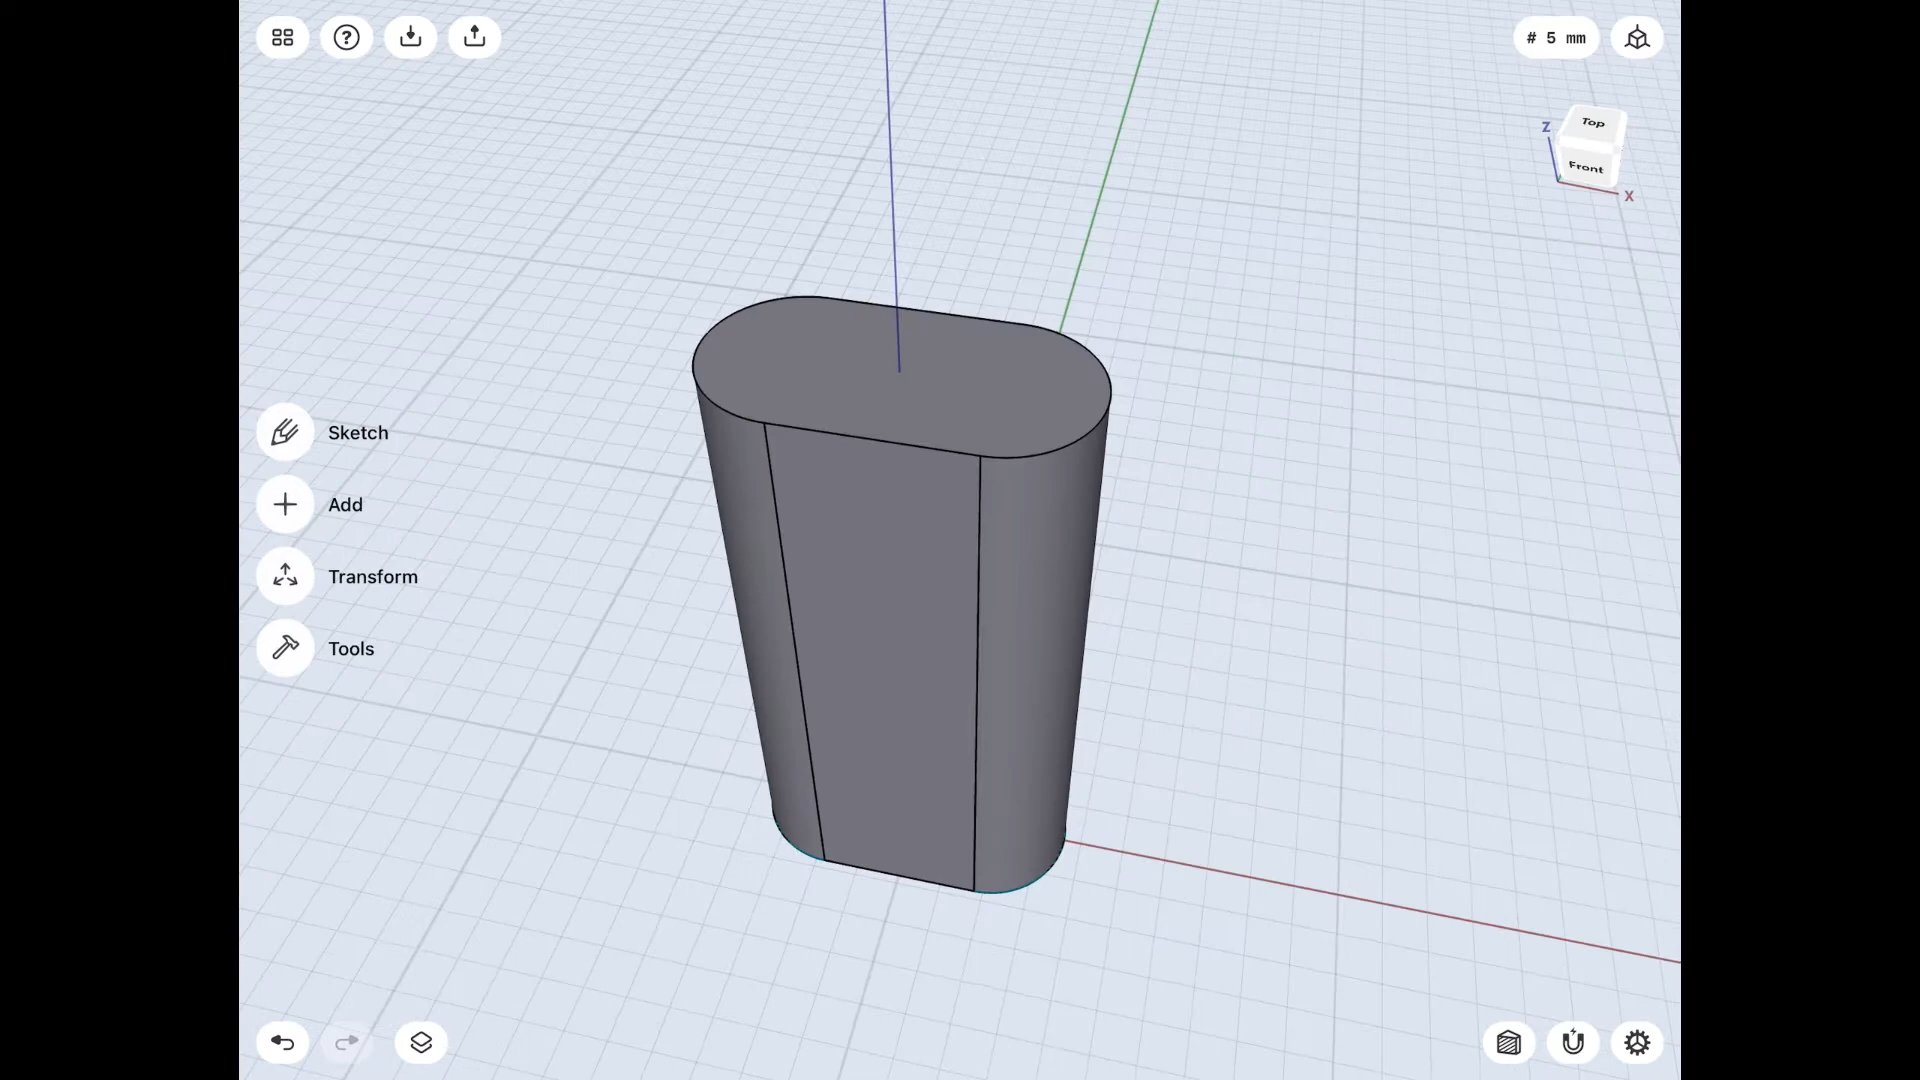 # 5 mm
Top
Z
Front
X
Sketch
Add
Transform
Tools